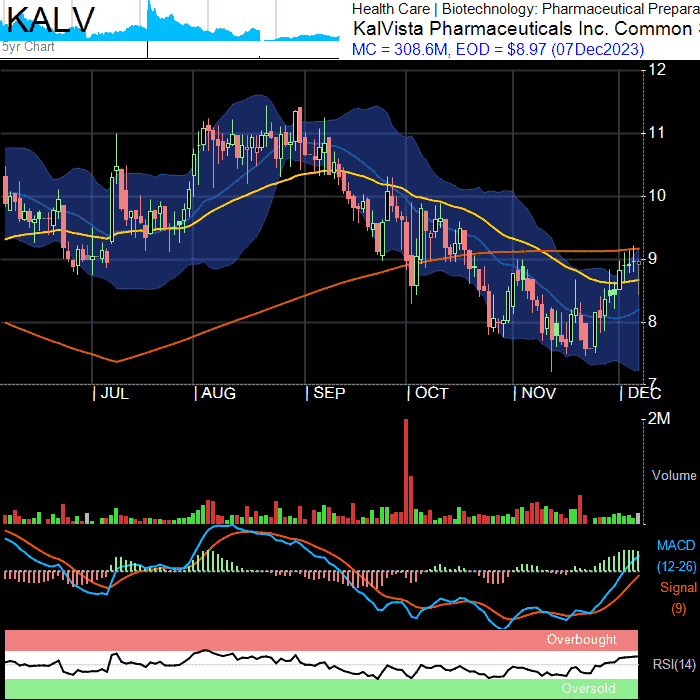 KALV
5yr Chart
Health Care | Biotechnology: Pharmaceutical Prepara
KalVista Pharmaceuticals Inc. Common
MC = 308.6M, EOD = $8.97 (07Dec2023)
12
11
10
9
8
7
JUL AUG SEP OCT NOV DEC
2M
Volume
MACD
(12-26)
Signal
(9)
Overbought
RSI(14)
Oversold